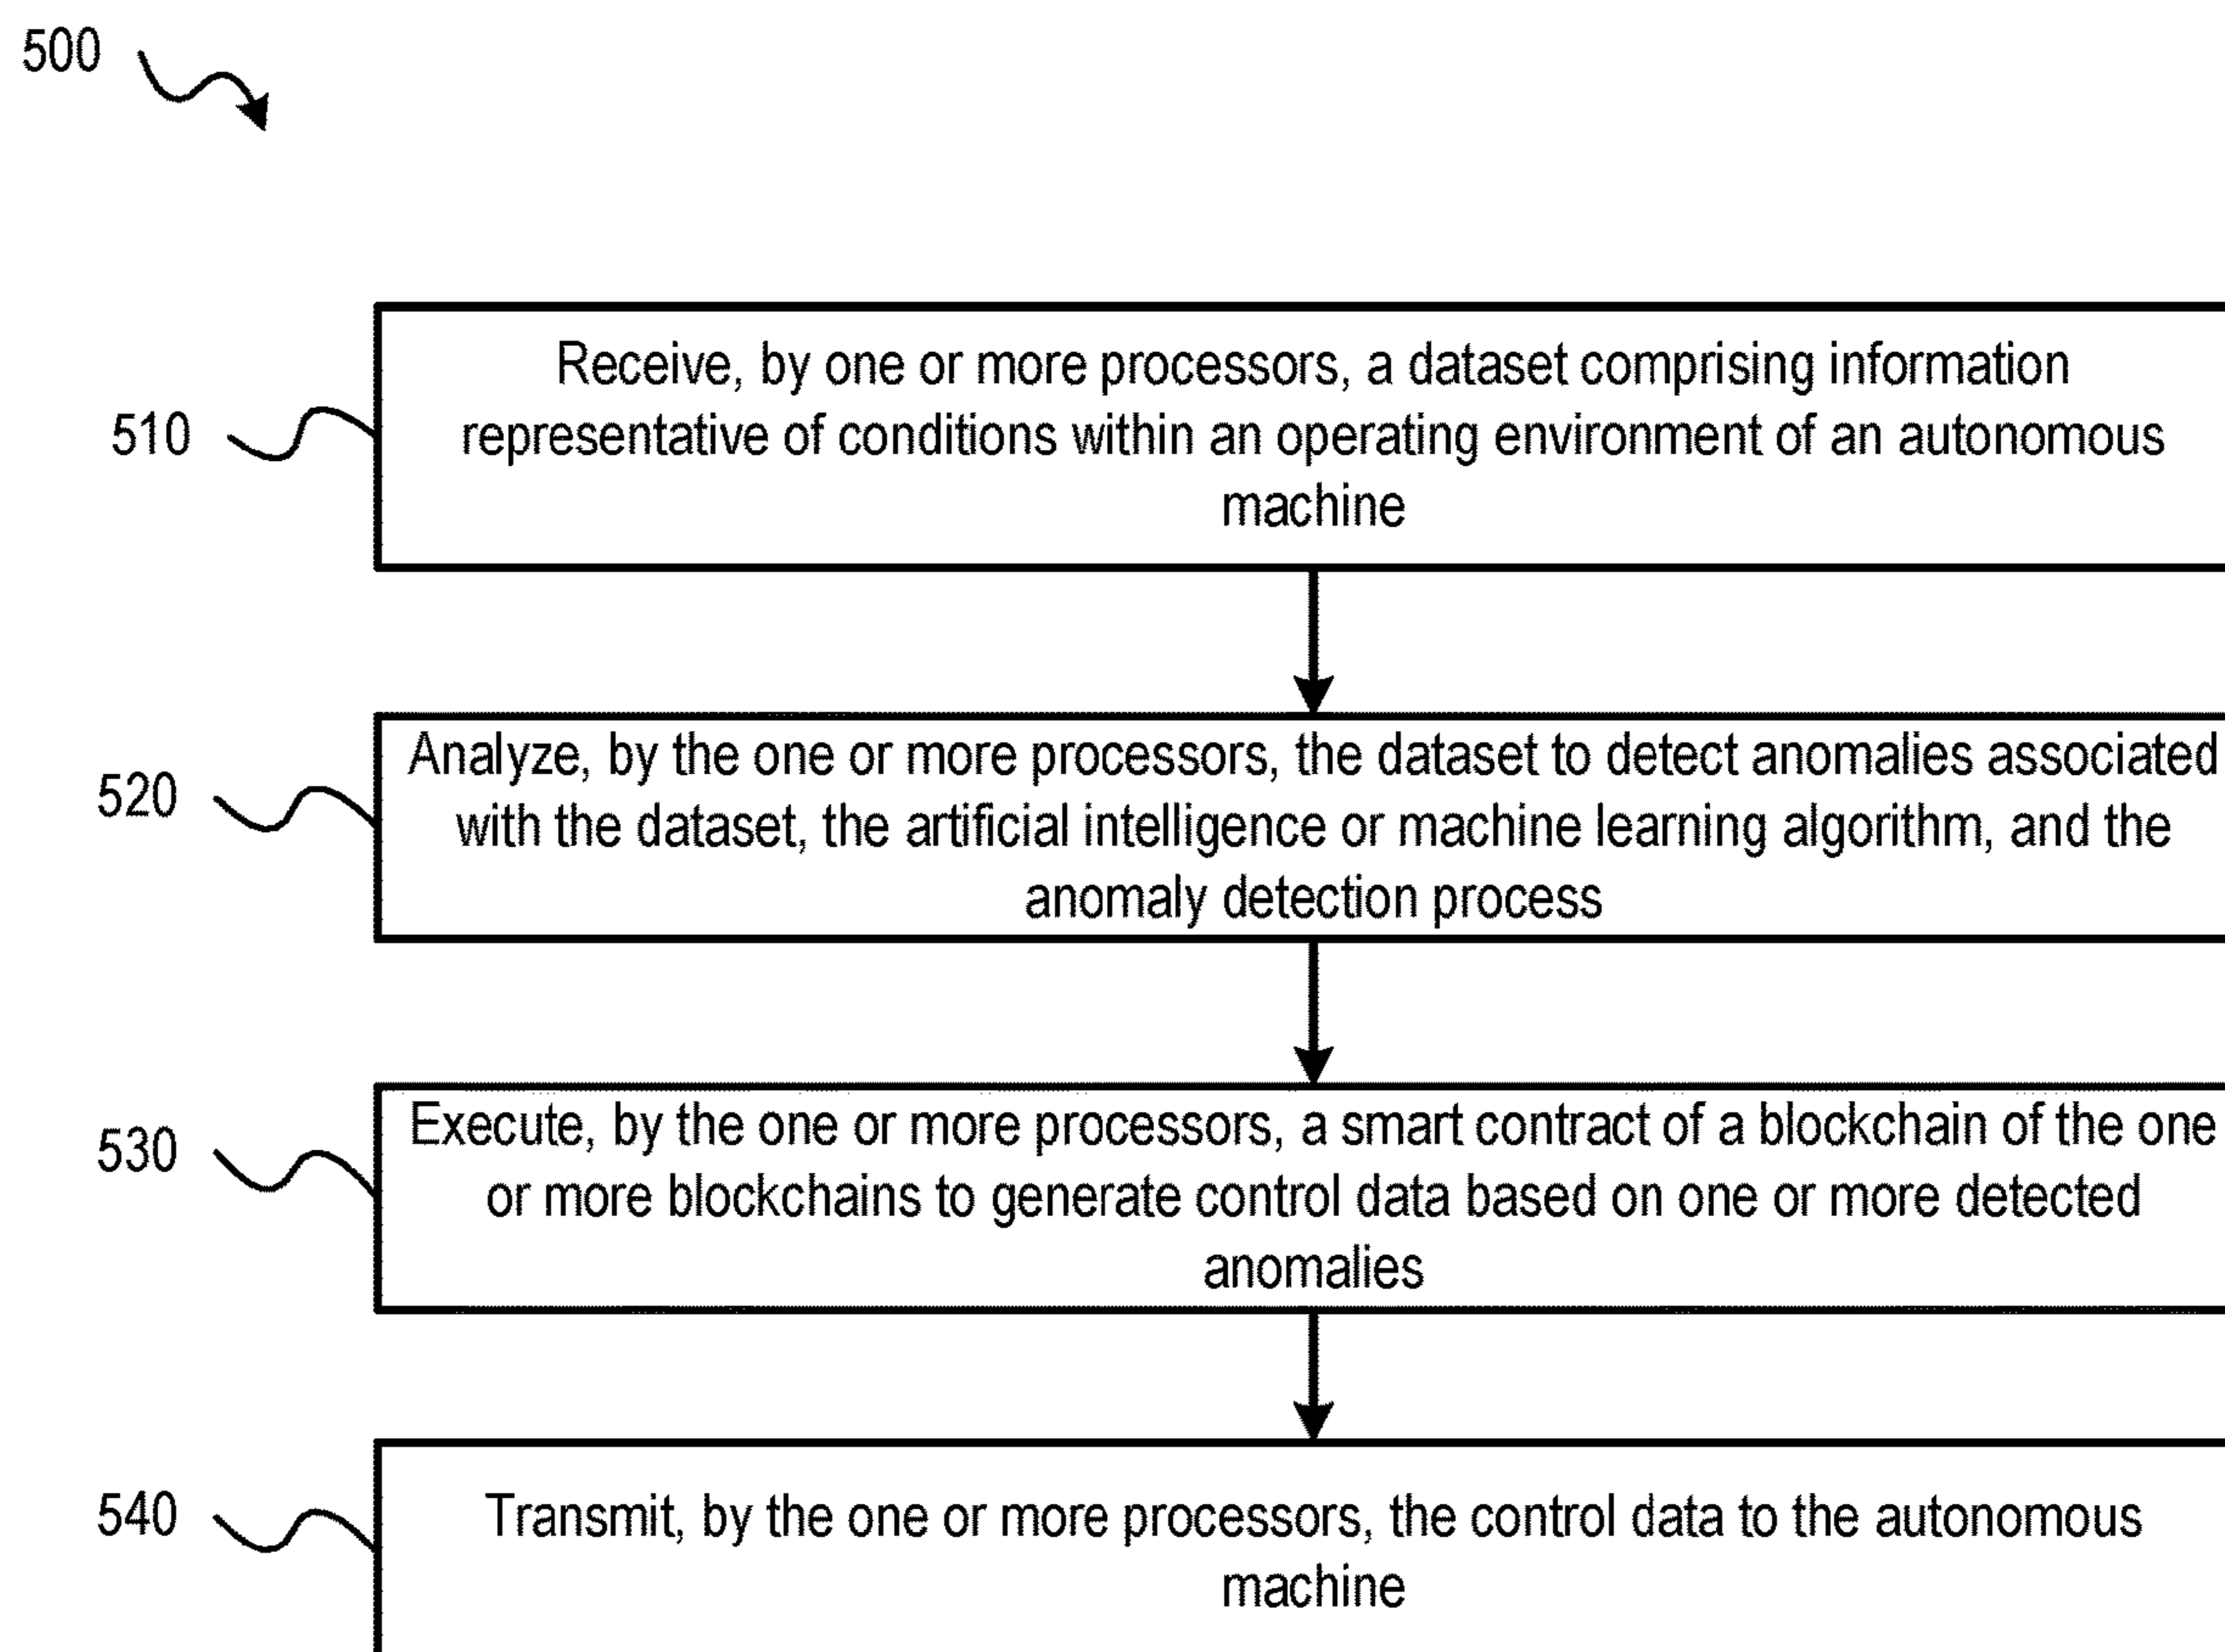 500
510
Receive, by one or more processors, a dataset comprising information
representative of conditions within an operating environment of an autonomous
machine
520
Analyze, by the one or more processors, the dataset to detect anomalies associated
with the dataset, the artificial intelligence or machine learning algorithm, and the
anomaly detection process
530
Execute, by the one or more processors, a smart contract of a blockchain of the one
or more blockchains to generate control data based on one or more detected
anomalies
540
Transmit, by the one or more processors, the control data to the autonomous
machine